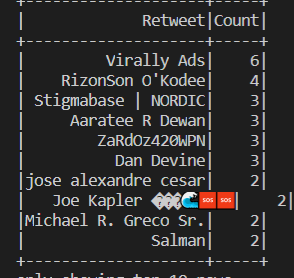 +--------------------+-----+
|             Retweet|Count|
+--------------------+-----+
|         Virally Ads|    6|
|    RizonSon O'Kodee|    4|
| Stigmabase | NORDIC|    3|
|      Aaratee R Dewan|    3|
|        ZaRdOz420WPN|    3|
|          Dan Devine|    3|
|jose alexandre cesar|    2|
|   Joe Kapler ���🌊🆘🆘|    2|
|Michael R. Greco Sr.|    2|
|              Salman|    2|
+--------------------+-----+